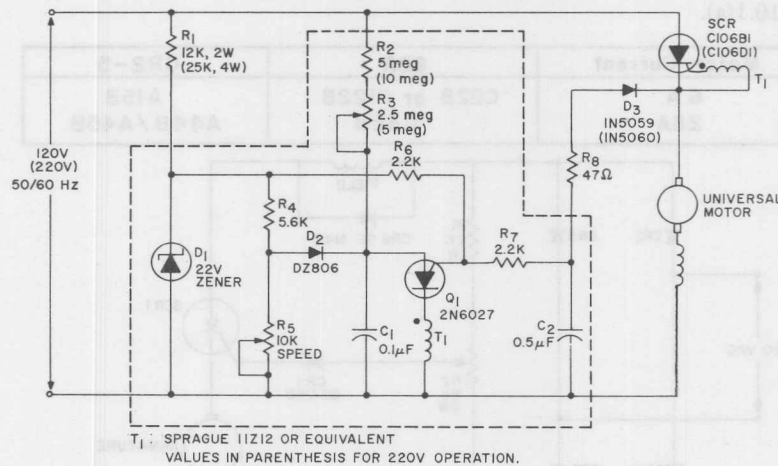 10.1(a).
R1
12K, 2W
(25K, 4W)
R2
5 meg
(10 meg)
R3
2.5 meg
(5 meg)
SCR
C106B1
(C106D1)
T1
D3
1N5059
(1N5060)
R6
2.2K
R8
47Ω
120V
(220V)
50/60 Hz
R4
5.6K
R7
2.2K
UNIVERSAL
MOTOR
D1
22V
ZENER
D2
DZ806
Q1
2N6027
R5
10K
SPEED
C1
0.1µF
T1
C2
0.5µF
T1: SPRAGUE 11Z12 OR EQUIVALENT
VALUES IN PARENTHESIS FOR 220V OPERATION.